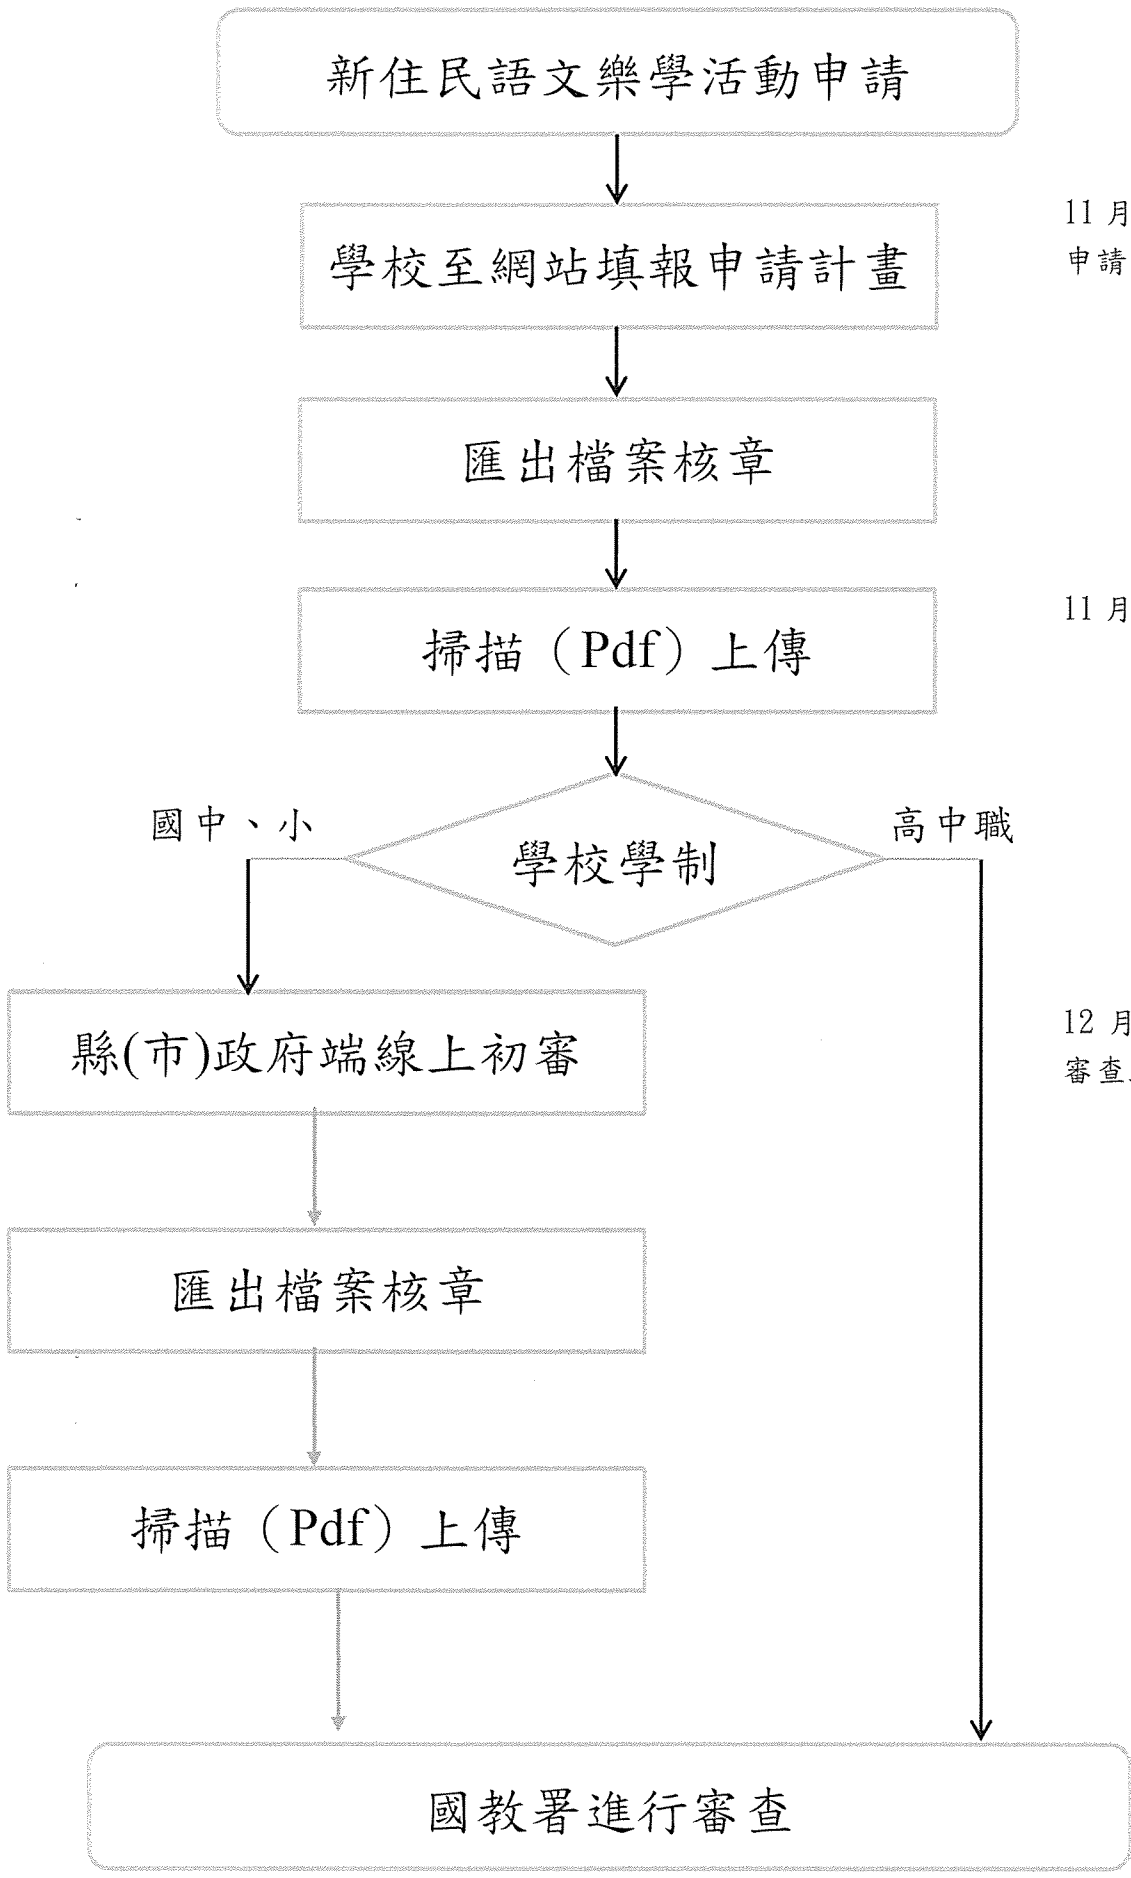 新住民語文樂學活動申請
學校至網站填報申請計畫
11 月
申請
匯出檔案核章
掃描（Pdf）上傳
11 月
國中、小
高中職
學校學制
縣(市)政府端線上初審
12 月
審查
匯出檔案核章
掃描（Pdf）上傳
國教署進行審查